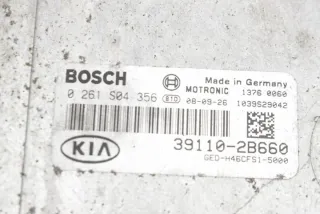 BOSCH
Made in Germany
MOTRONIC 1376 0060
0 261 S04 356 810 08-09-26 1039S29042
KIA 39110-2B660
GED-H46CFS1-5000